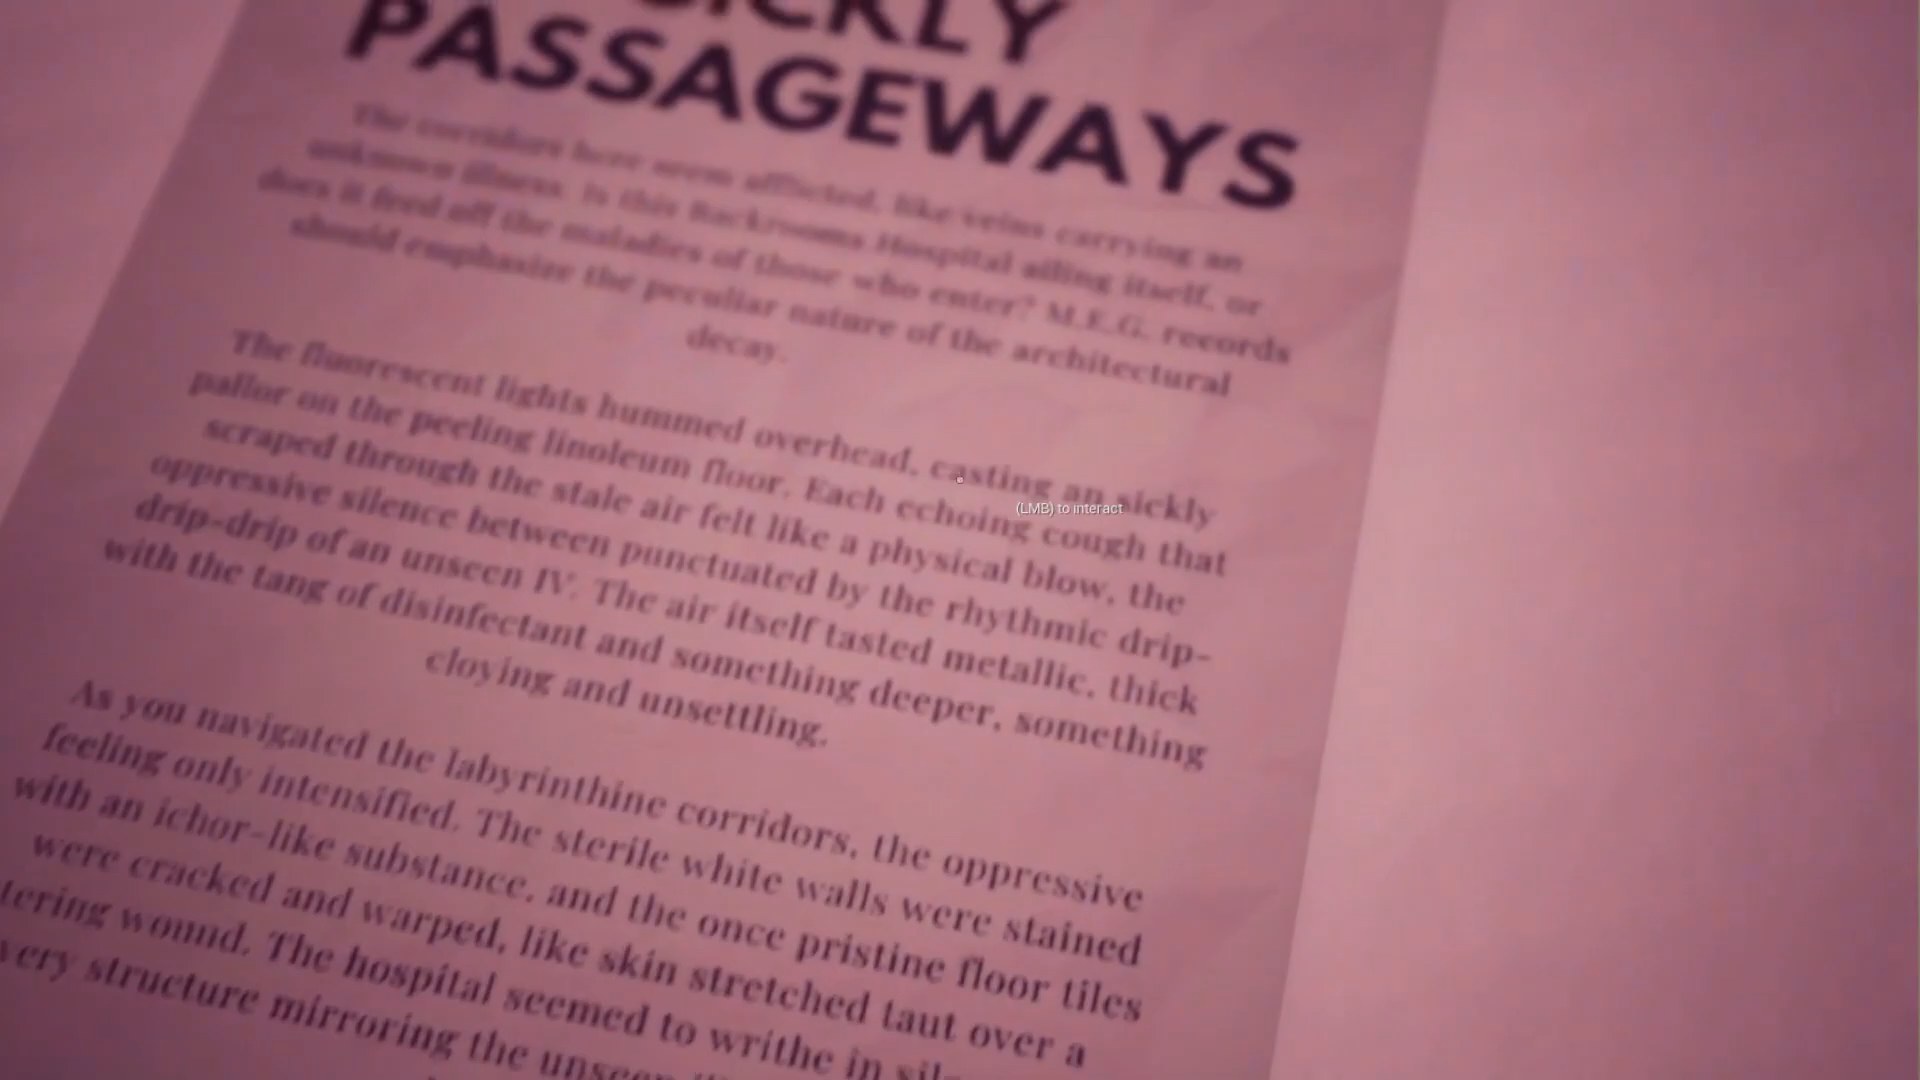 SICKLY
PASSAGEWAYS
The corridors here seem afflicted, like veins carrying an
unknown illness. Is this Backrooms Hospital ailing itself, or
does it feed off the maladies of those who enter? M.E.G. records
should emphasize the peculiar nature of the architectural
decay.
The fluorescent lights hummed overhead, casting an sickly
pallor on the peeling linoleum floor. Each echoing cough that
scraped through the stale air felt like a physical blow, the
oppressive silence between punctuated by the rhythmic drip-
drip-drip of an unseen IV. The air itself tasted metallic, thick
with the tang of disinfectant and something deeper, something
cloying and unsettling.
(LMB) to interact
As you navigated the labyrinthine corridors, the oppressive
feeling only intensified. The sterile white walls were stained
with an ichor-like substance, and the once pristine floor tiles
were cracked and warped, like skin stretched taut over a
tering wound. The hospital seemed to writhe in
very structure mirroring the